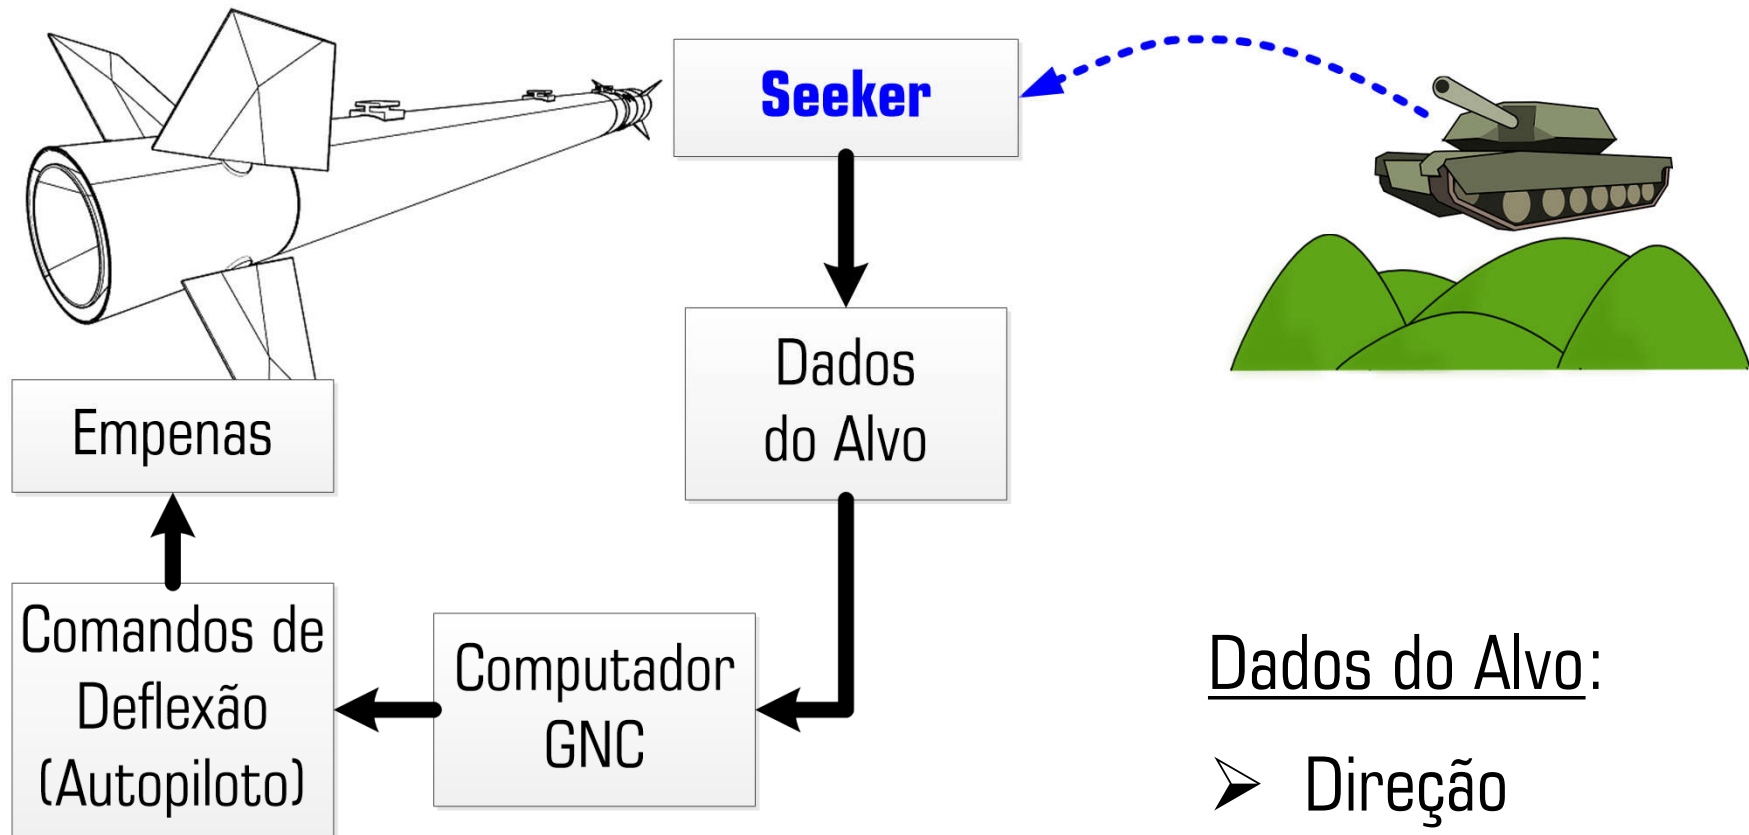 Seeker
Dados
do Alvo
Empenas
Comandos de
Deflexão
(Autopiloto)
Computador
GNC
Dados do Alvo:
➢ Direção